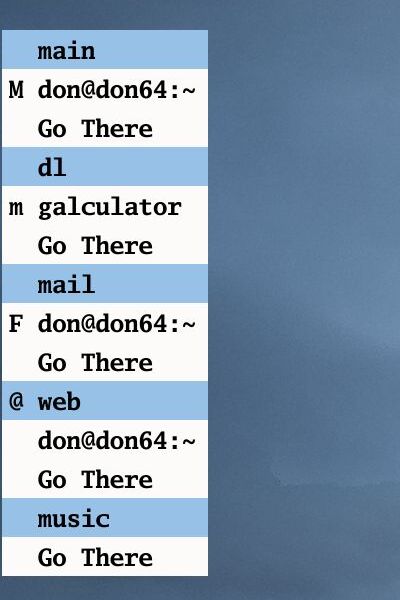 main
M don@don64:~
Go There
dl
m galculator
Go There
mail
F don@don64:~
Go There
@ web
don@don64:~
Go There
music
Go There